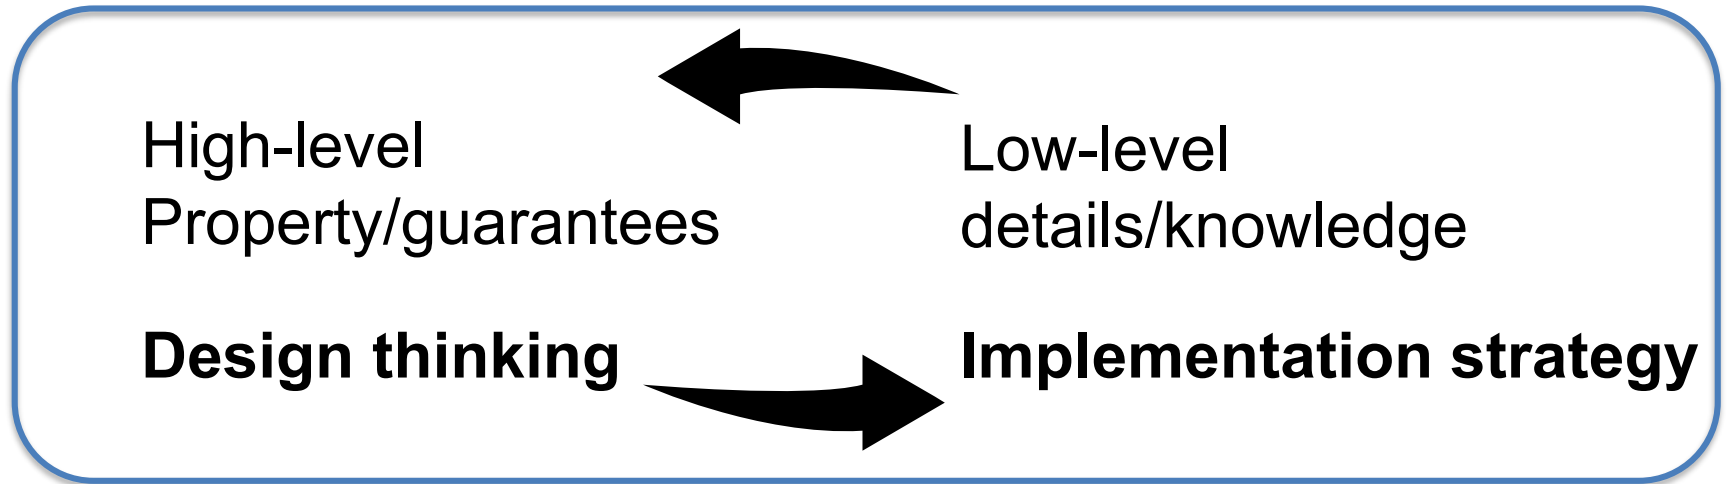 High-level
Property/guarantees
Design thinking
Low-level
details/knowledge
Implementation strategy